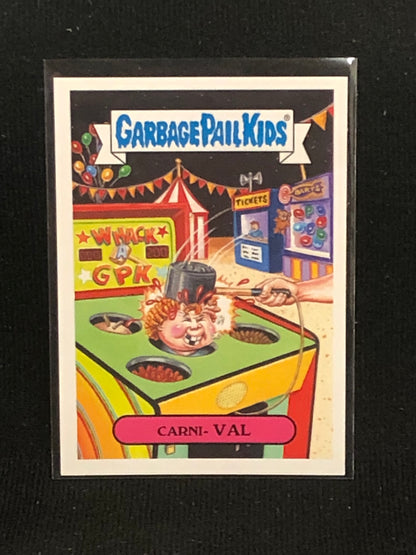 GARBAGE PAIL KIDS®
TICKETS
DARTS
WHACK
A
GPK
CARNI- VAL